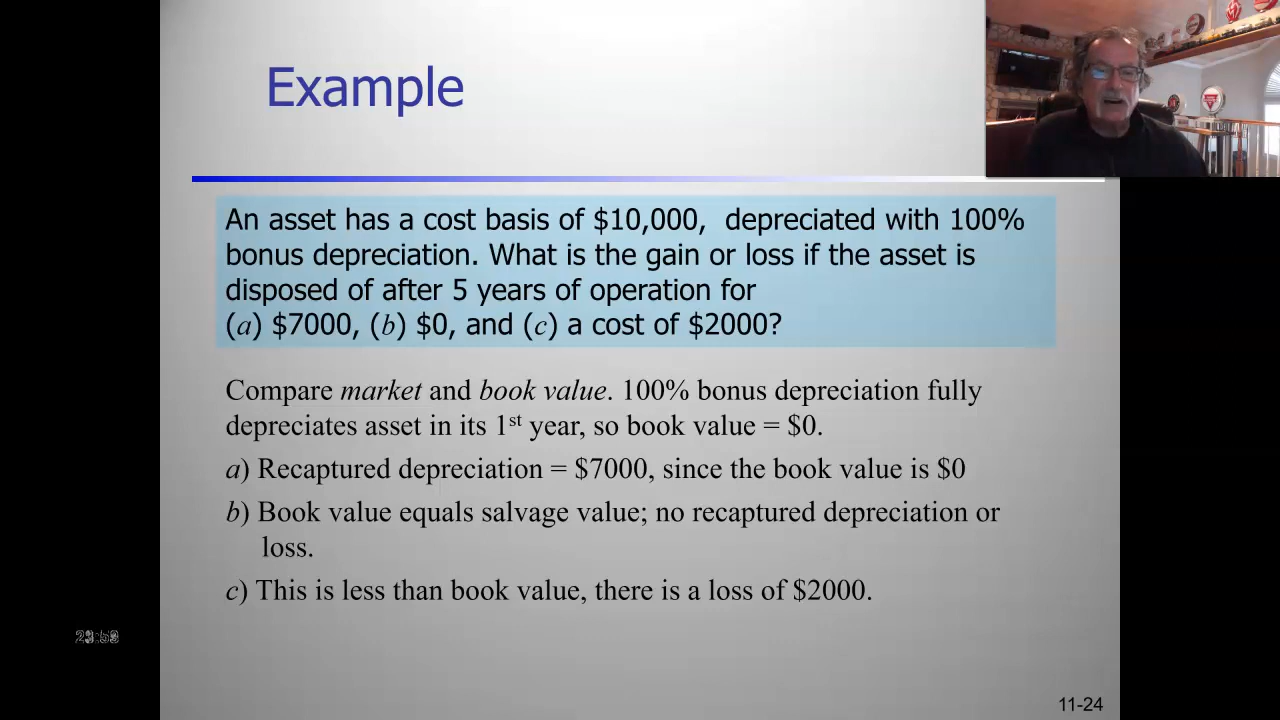 Example
An asset has a cost basis of $10,000,  depreciated with 100%
bonus depreciation. What is the gain or loss if the asset is
disposed of after 5 years of operation for
(a) $7000, (b) $0, and (c) a cost of $2000?
Compare market and book value. 100% bonus depreciation fully
depreciates asset in its 1st year, so book value = $0.
a) Recaptured depreciation = $7000, since the book value is $0
b) Book value equals salvage value; no recaptured depreciation or
loss.
c) This is less than book value, there is a loss of $2000.
11-24